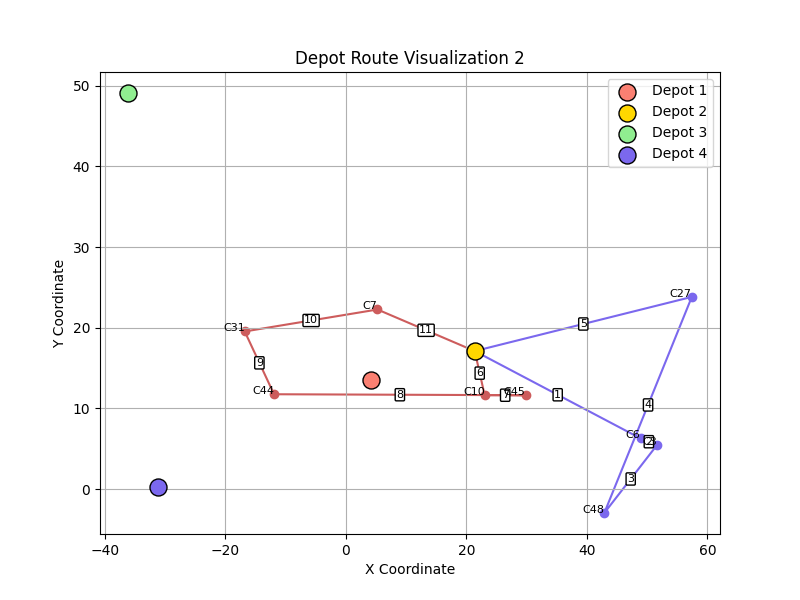 Depot Route Visualization 2
Depot 1
Depot 2
Depot 3
Depot 4
Y Coordinate
50
40
30
20
10
0
C27
C7
C31
5
10
11
6
9
C44
8
C10
7
C45
1
4
C6
2
3
C48
−40
−20
0
20
40
60
X Coordinate